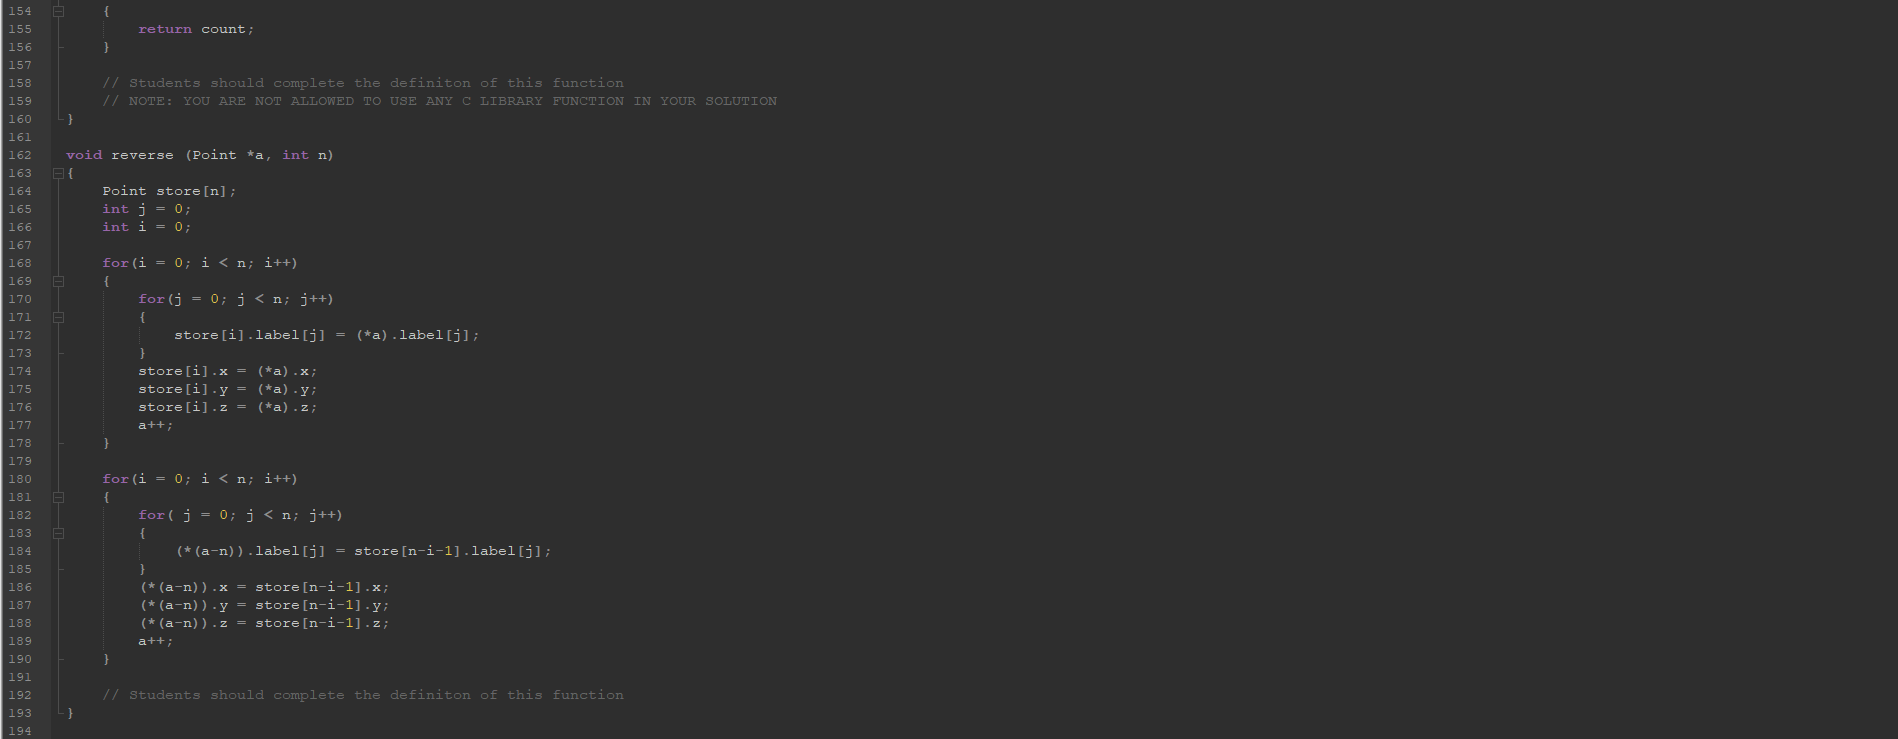 154 {
155 return count;
156 }
157
158 // Students should complete the definiton of this function
159 // NOTE: YOU ARE NOT ALLOWED TO USE ANY C LIBRARY FUNCTION IN YOUR SOLUTION
160 }
161
162 void reverse (Point *a, int n)
163 {
164 Point store[n];
165 int j = 0;
166 int i = 0;
167
168 for(i = 0; i < n; i++)
169 {
170 for(j = 0; j < n; j++)
171 {
172 store[i].label[j] = (*a).label[j];
173 }
174 store[i].x = (*a).x;
175 store[i].y = (*a).y;
176 store[i].z = (*a).z;
177 a++;
178 }
179
180 for(i = 0; i < n; i++)
181 {
182 for( j = 0; j < n; j++)
183 {
184 (*(a-n)).label[j] = store[n-i-1].label[j];
185 }
186 (*(a-n)).x = store[n-i-1].x;
187 (*(a-n)).y = store[n-i-1].y;
188 (*(a-n)).z = store[n-i-1].z;
189 a++;
190 }
191
192 // Students should complete the definiton of this function
193 }
194